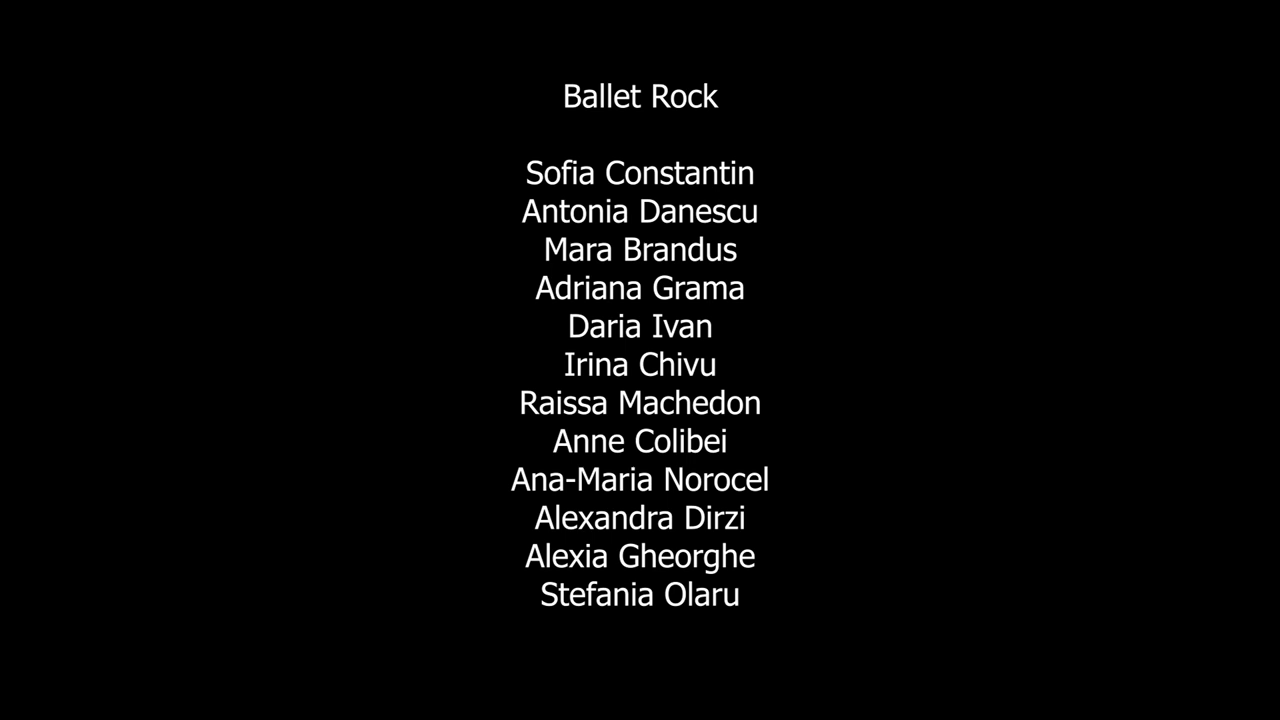 Ballet Rock
Sofia Constantin
Antonia Danescu
Mara Brandus
Adriana Grama
Daria Ivan
Irina Chivu
Raissa Machedon
Anne Colibei
Ana-Maria Norocel
Alexandra Dirzi
Alexia Gheorghe
Stefania Olaru